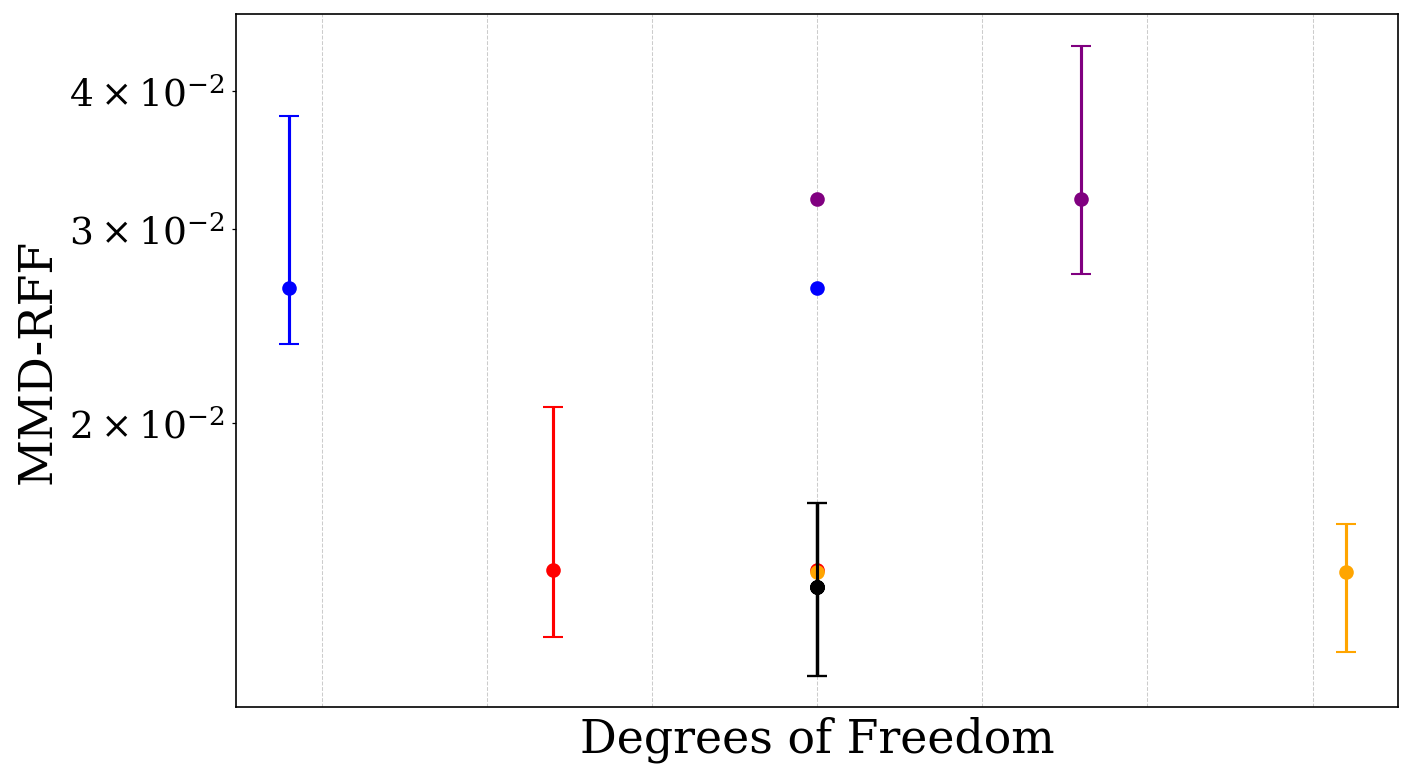 4 × 10⁻²
3 × 10⁻²
2 × 10⁻²
MMD-RFF
Degrees of Freedom